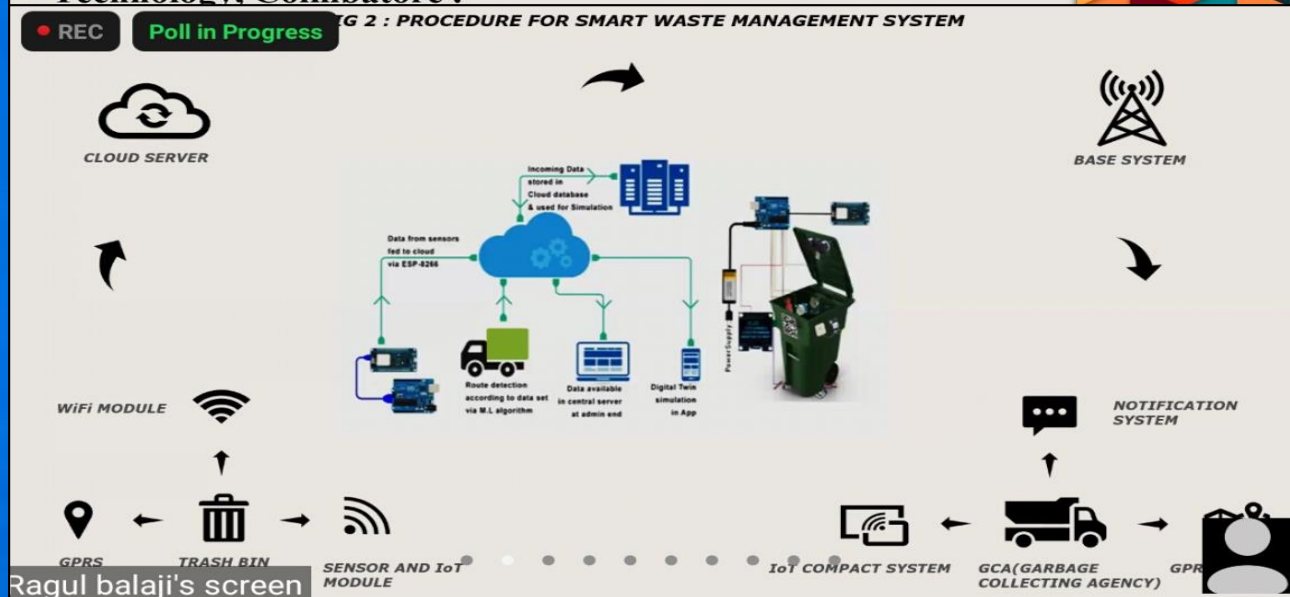 Technology, Coimbatore .
IG 2 : PROCEDURE FOR SMART WASTE MANAGEMENT SYSTEM
REC
Poll in Progress
CLOUD SERVER
BASE SYSTEM
Incoming Data
stored in
Cloud database
& used for Simulation
Data from sensors
fed to cloud
via ESP-8266
PowerSupply
Route detection
according to data set
via M.L algorithm
Data available
in central server
at admin end
Digital Twin
simulation
in App
WiFi MODULE
NOTIFICATION
SYSTEM
GPRS
TRASH BIN
SENSOR AND IoT
MODULE
IoT COMPACT SYSTEM
GCA(GARBAGE
COLLECTING AGENCY)
GPR
Ragul balaji's screen